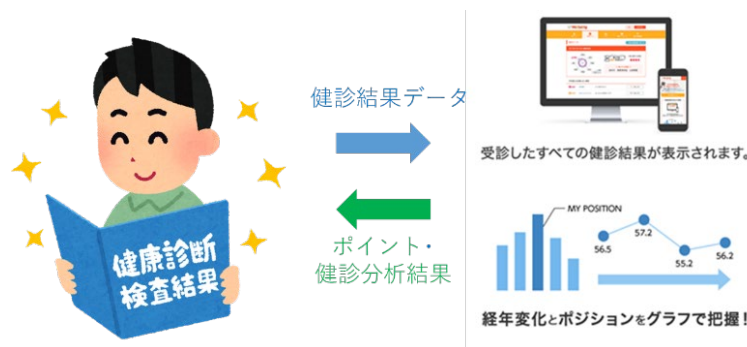 健康診断
検査結果
健診結果データ
ポイント・
健診分析結果
受診したすべての健診結果が表示されます。
MY POSITION
56.5
57.2
55.2
56.2
経年変化とポジションをグラフで把握！